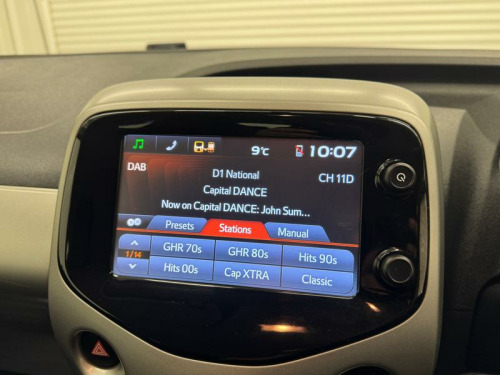 9°C 10:07
DAB
D1 National CH 11D
Capital DANCE
Now on Capital DANCE: John Sum...
Presets Stations Manual
GHR 70s GHR 80s Hits 90s
1/14
Hits 00s Cap XTRA Classic